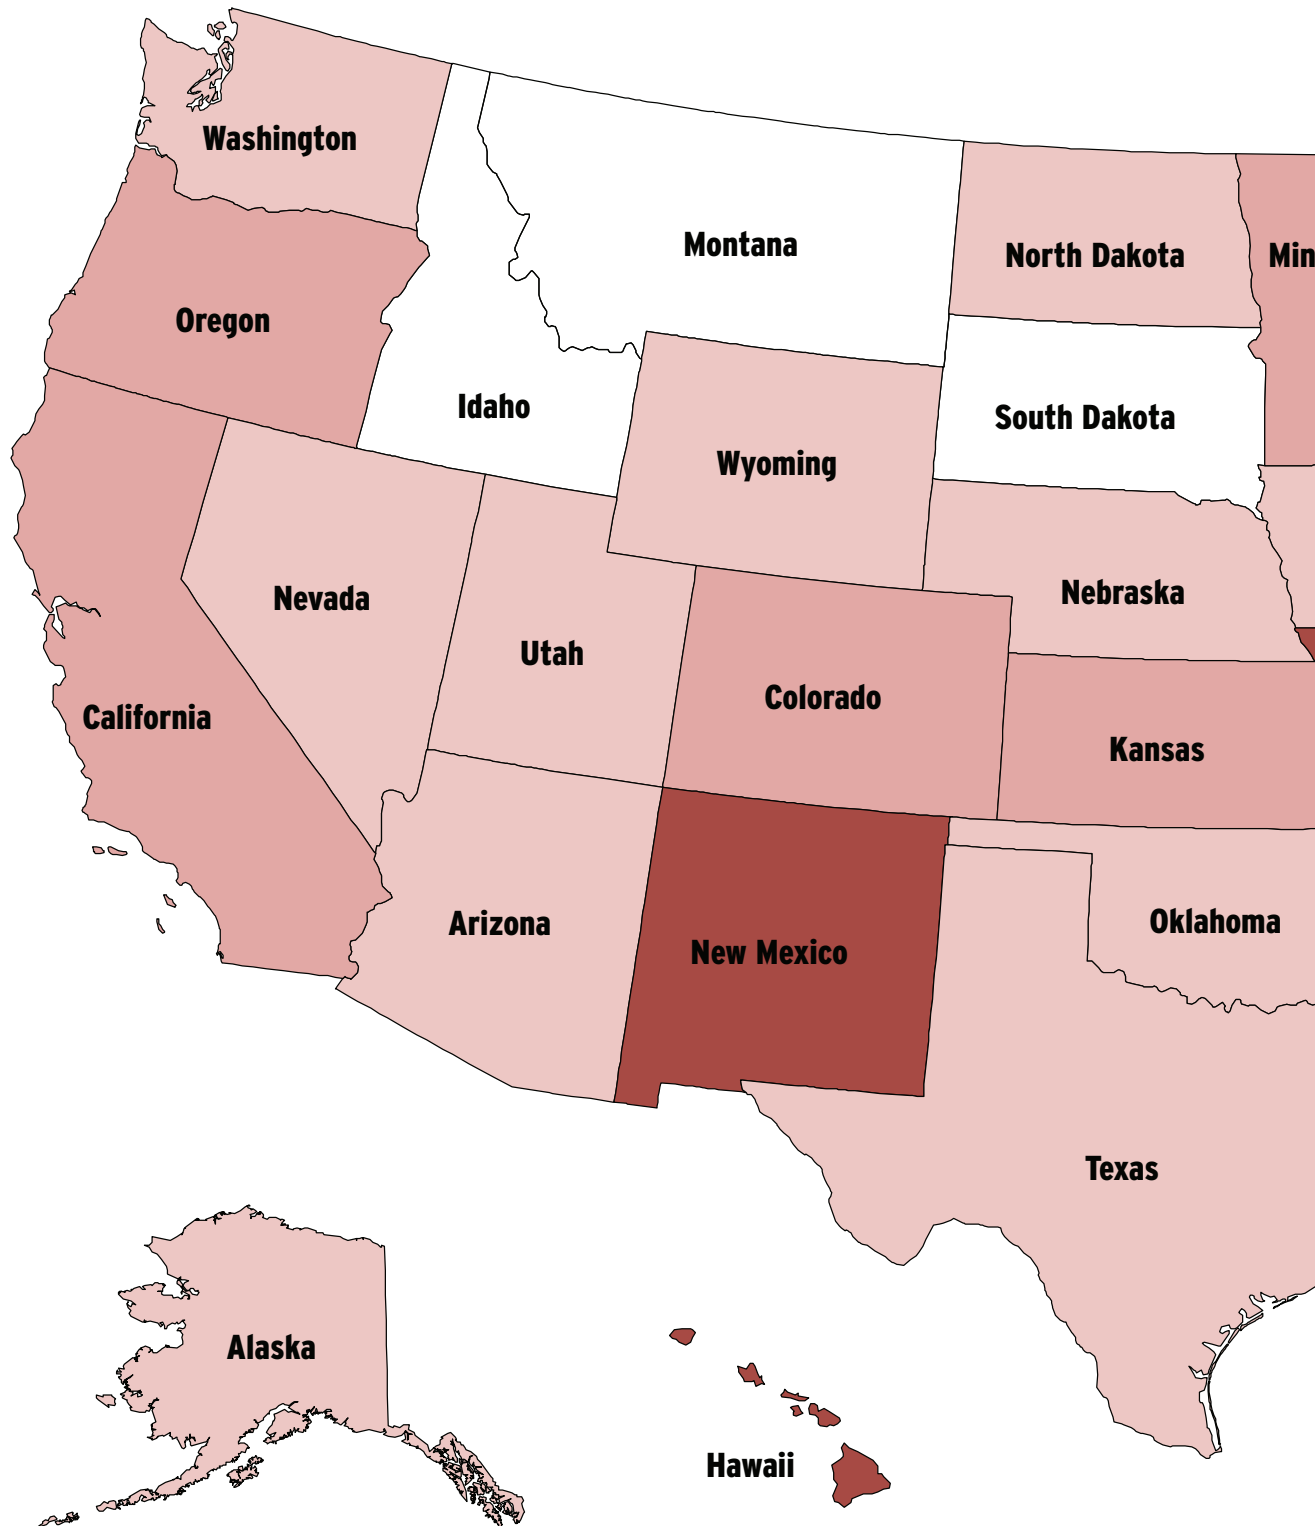 Washington
Montana
North Dakota
Min
Oregon
Idaho
South Dakota
Wyoming
Nevada
Nebraska
Utah
Colorado
California
Kansas
Arizona
Oklahoma
New Mexico
Texas
Alaska
Hawaii